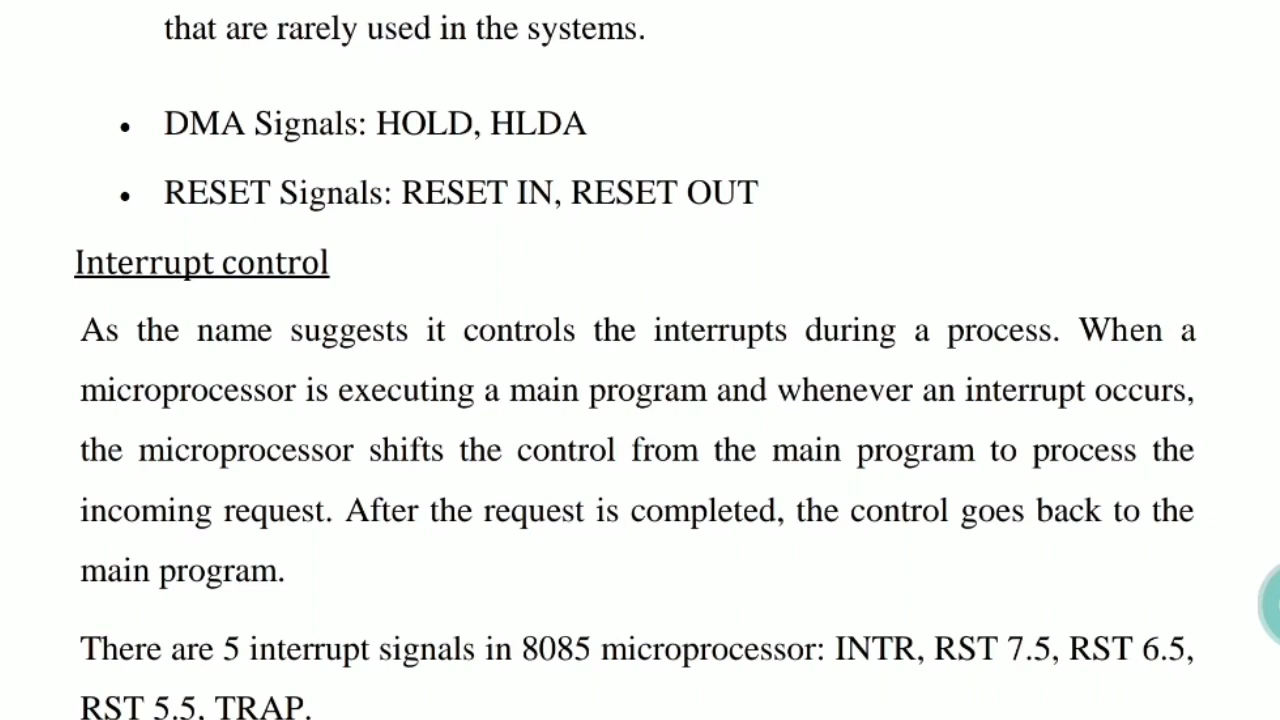 that are rarely used in the systems.
• DMA Signals: HOLD, HLDA
• RESET Signals: RESET IN, RESET OUT
Interrupt control
As the name suggests it controls the interrupts during a process. When a
microprocessor is executing a main program and whenever an interrupt occurs,
the microprocessor shifts the control from the main program to process the
incoming request. After the request is completed, the control goes back to the
main program.
There are 5 interrupt signals in 8085 microprocessor: INTR, RST 7.5, RST 6.5,
RST 5.5, TRAP.